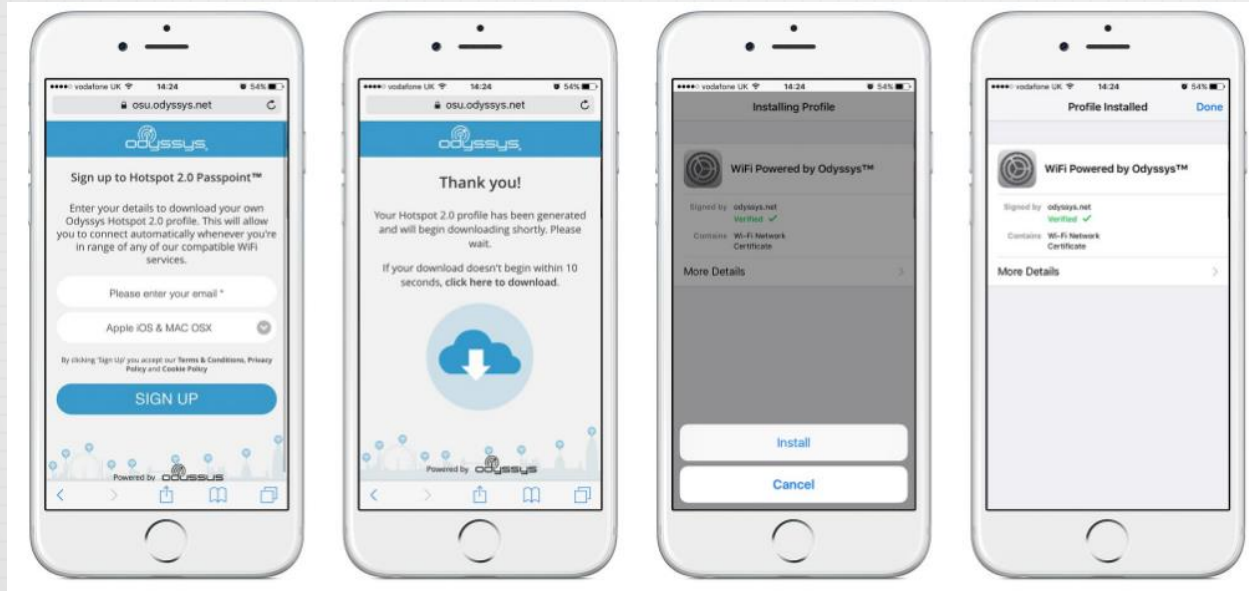 vodafone UK 14:24 54%
osu.odyssys.net
odyssys
Sign up to Hotspot 2.0 Passpoint™
Enter your details to download your own
Odyssys Hotspot 2.0 profile. This will allow
you to connect automatically whenever you're
in range of any of our compatible WiFi
services.
Please enter your email *
Apple iOS & MAC OSX
By clicking 'Sign Up' you accept our Terms & Conditions, Privacy
Policy and Cookie Policy
SIGN UP
Powered by odyssys
vodafone UK 14:24 54%
osu.odyssys.net
odyssys
Thank you!
Your Hotspot 2.0 profile has been generated
and will begin downloading shortly. Please
wait.
If your download doesn't begin within 10
seconds, click here to download.
Powered by odyssys
vodafone UK 14:24 54%
Installing Profile
WiFi Powered by Odyssys™
Signed by odyssys.net
Verified ✓
Contains Wi-Fi Network
Certificate
More Details
Install
Cancel
vodafone UK 14:24 54%
Profile Installed Done
WiFi Powered by Odyssys™
Signed by odyssys.net
Verified ✓
Contains Wi-Fi Network
Certificate
More Details